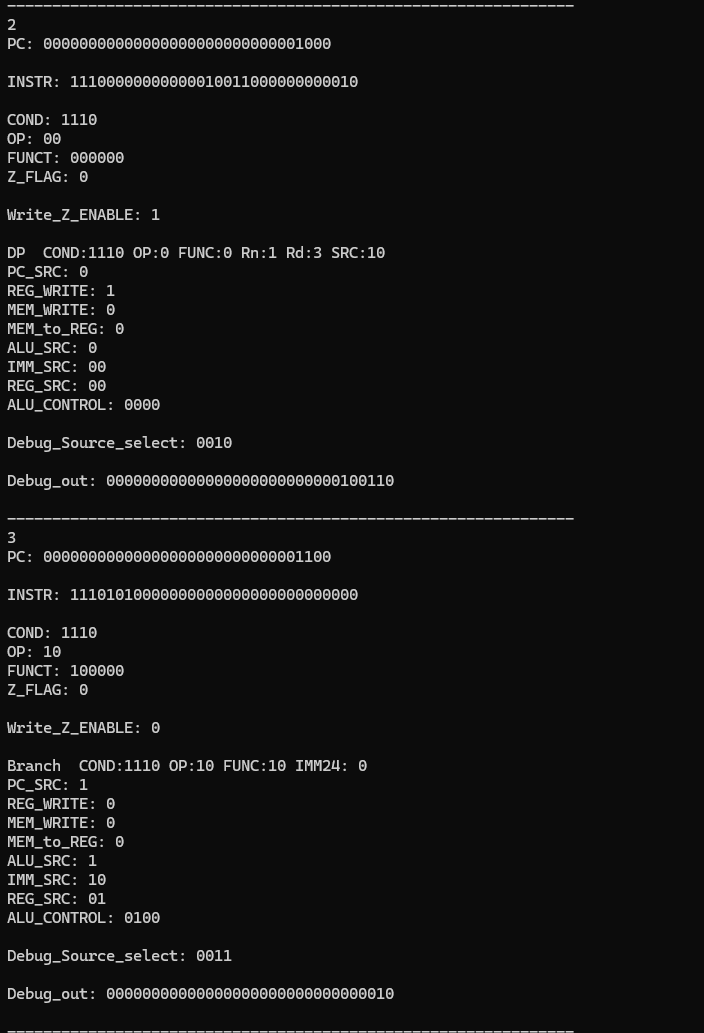 ---------------------------------------------------------------
2
PC: 00000000000000000000000000001000
INSTR: 11100000000000010011000000000010
COND: 1110
OP: 00
FUNCT: 000000
Z_FLAG: 0
Write_Z_ENABLE: 1
DP  COND:1110 OP:0 FUNC:0 Rn:1 Rd:3 SRC:10
PC_SRC: 0
REG_WRITE: 1
MEM_WRITE: 0
MEM_to_REG: 0
ALU_SRC: 0
IMM_SRC: 00
REG_SRC: 00
ALU_CONTROL: 0000
Debug_Source_select: 0010
Debug_out: 00000000000000000000000000100110
---------------------------------------------------------------
3
PC: 00000000000000000000000000001100
INSTR: 11101010000000000000000000000000
COND: 1110
OP: 10
FUNCT: 100000
Z_FLAG: 0
Write_Z_ENABLE: 0
Branch  COND:1110 OP:10 FUNC:10 IMM24: 0
PC_SRC: 1
REG_WRITE: 0
MEM_WRITE: 0
MEM_to_REG: 0
ALU_SRC: 1
IMM_SRC: 10
REG_SRC: 01
ALU_CONTROL: 0100
Debug_Source_select: 0011
Debug_out: 00000000000000000000000000000010
---------------------------------------------------------------